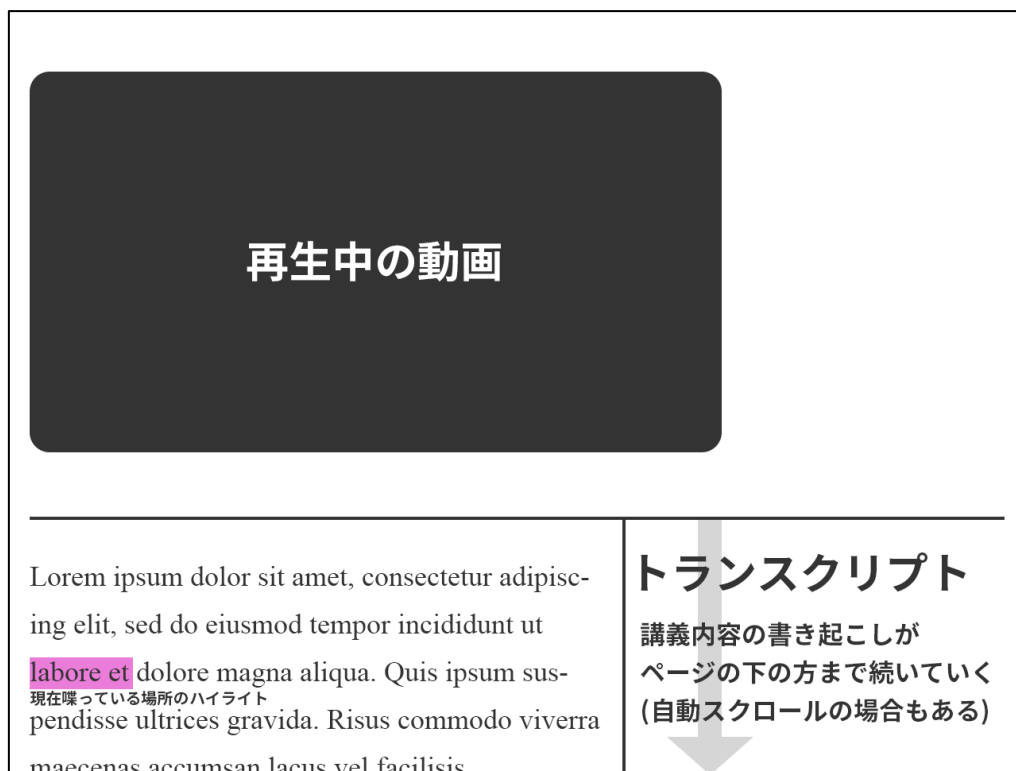 再生中の動画
Lorem ipsum dolor sit amet, consectetur adipisc-
ing elit, sed do eiusmod tempor incididunt ut
labore et dolore magna aliqua. Quis ipsum sus-
現在喋っている場所のハイライト
pendisse ultrices gravida. Risus commodo viverra
maecenas accumsan lacus vel facilisis
トランスクリプト
講義内容の書き起こしが
ページの下の方まで続いていく
(自動スクロールの場合もある)